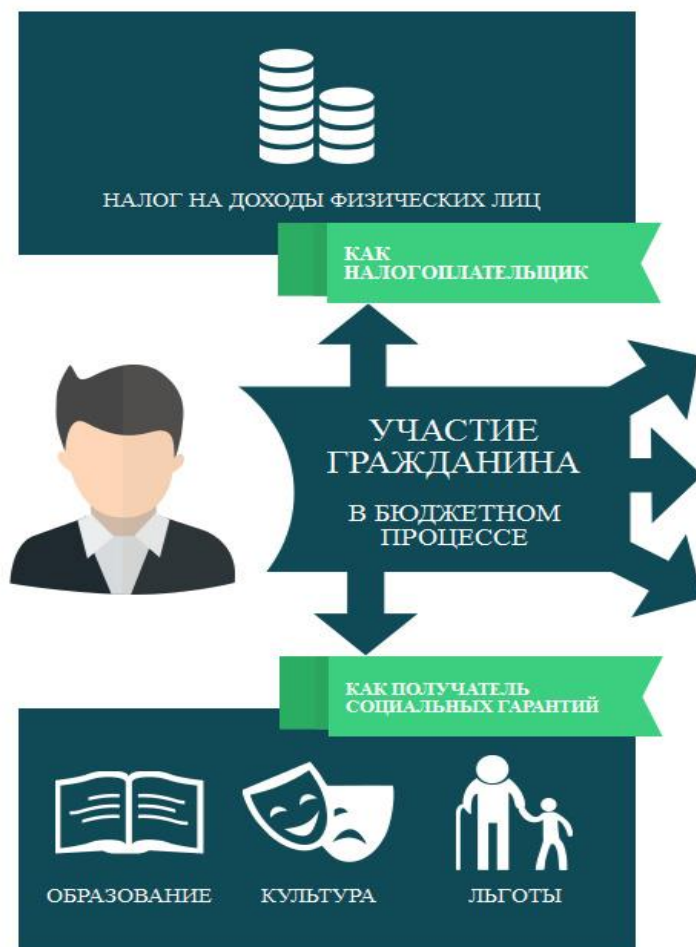 НАЛОГ НА ДОХОДЫ ФИЗИЧЕСКИХ ЛИЦ
КАК
НАЛОГОПЛАТЕЛЬЩИК
УЧАСТИЕ
ГРАЖДАНИНА
В БЮДЖЕТНОМ
ПРОЦЕССЕ
КАК ПОЛУЧАТЕЛЬ
СОЦИАЛЬНЫХ ГАРАНТИЙ
ОБРАЗОВАНИЕ
КУЛЬТУРА
ЛЬГОТЫ